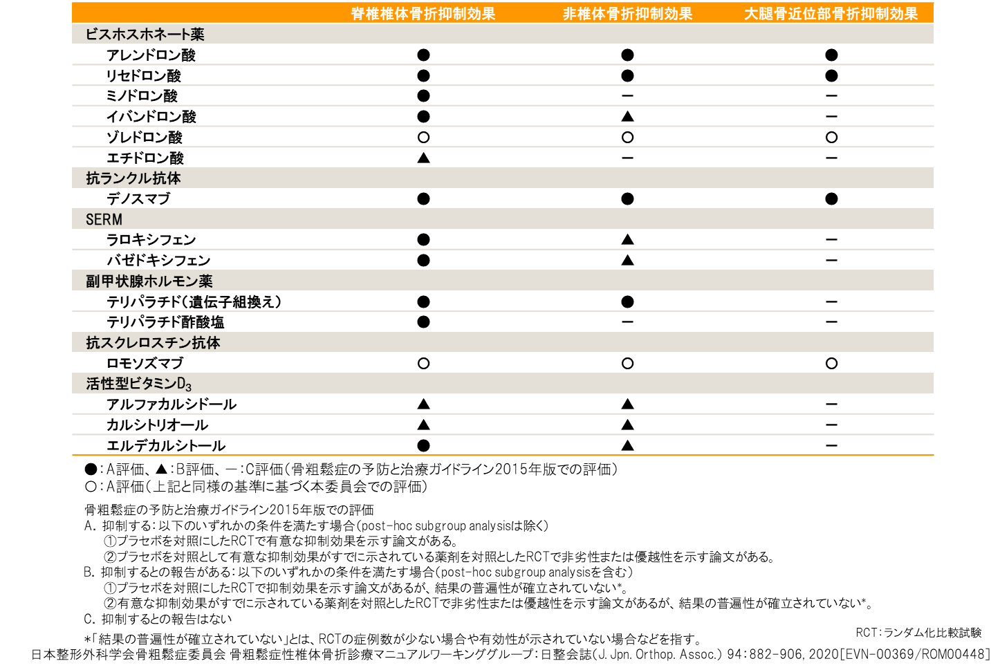 脊椎椎体骨折抑制効果 非椎体骨折抑制効果 大腿骨近位部骨折抑制効果
ビスホスホネート薬
アレンドロン酸 ● ● ●
リセドロン酸 ● ● ●
ミノドロン酸 ● － －
イバンドロン酸 ● ▲ －
ゾレドロン酸 ○ ○ ○
エチドロン酸 ▲ － －
抗ランクル抗体
デノスマブ ● ● ●
SERM
ラロキシフェン ● ▲ －
バゼドキシフェン ● ▲ －
副甲状腺ホルモン薬
テリパラチド（遺伝子組換え） ● ● －
テリパラチド酢酸塩 ● － －
抗スクレロスチン抗体
ロモソズマブ ○ ○ ○
活性型ビタミンD3
アルファカルシドール ▲ ▲ －
カルシトリオール ▲ ▲ －
エルデカルシトール ● ▲ －
●：A評価、▲：B評価、－：C評価（骨粗鬆症の予防と治療ガイドライン2015年版での評価）
○：A評価（上記と同様の基準に基づく本委員会での評価）
骨粗鬆症の予防と治療ガイドライン2015年版での評価
A. 抑制する：以下のいずれかの条件を満たす場合（post-hoc subgroup analysisは除く）
①プラセボを対照にしたRCTで有意な抑制効果を示す論文がある。
②プラセボを対照として有意な抑制効果がすでに示されている薬剤を対照としたRCTで非劣性または優越性を示す論文がある。
B. 抑制するとの報告がある：以下のいずれかの条件を満たす場合（post-hoc subgroup analysisを含む）
①プラセボを対照にしたRCTで抑制効果を示す論文があるが、結果の普遍性が確立されていない*。
②有意な抑制効果がすでに示されている薬剤を対照としたRCTで非劣性または優越性を示す論文があるが、結果の普遍性が確立されていない*。
C. 抑制するとの報告はない
*「結果の普遍性が確立されていない」とは、RCTの症例数が少ない場合や有効性が示されていない場合などを指す。
RCT：ランダム化比較試験
日本整形外科学会骨粗鬆症委員会 骨粗鬆症性椎体骨折診療マニュアルワーキンググループ：日整会誌（J. Jpn. Orthop. Assoc.） 94：882-906, 2020[EVN-00369/ROM00448]